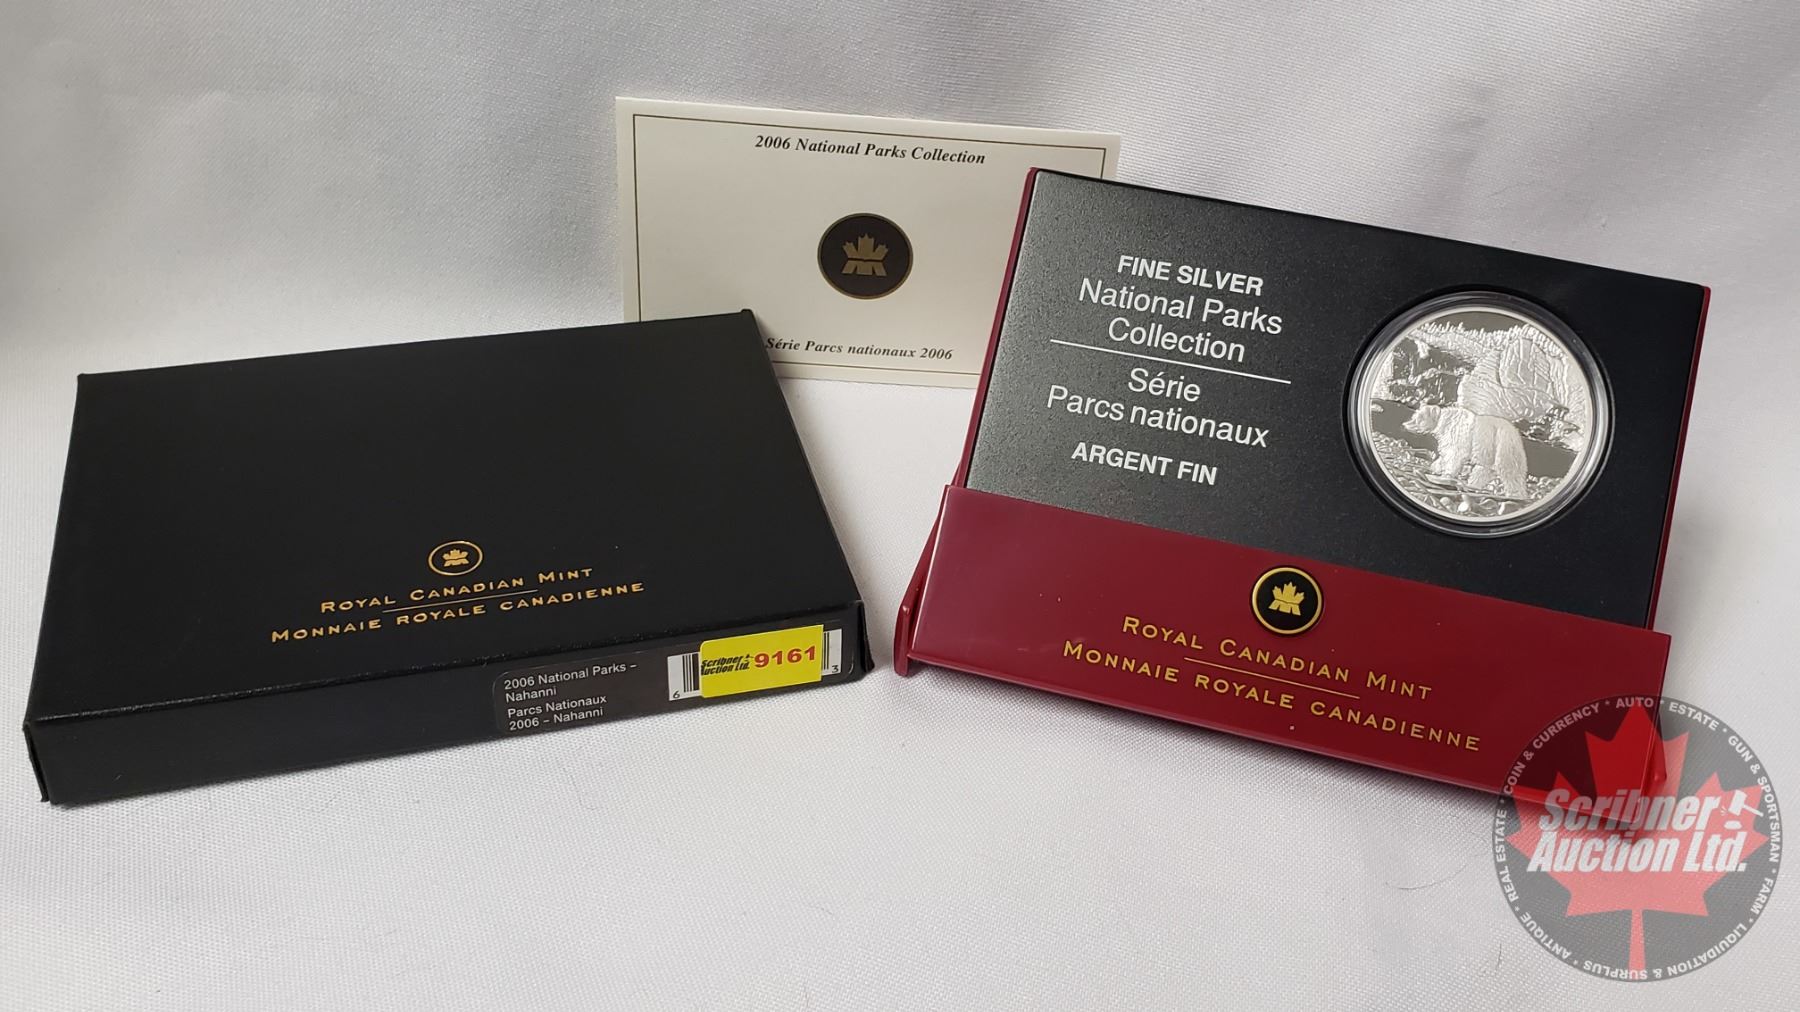 2006 National Parks Collection
Série Parcs nationaux 2006
FINE SILVER
National Parks
Collection
Série
Parcs nationaux
ARGENT FIN
ROYAL CANADIAN MINT
MONNAIE ROYALE CANADIENNE
ROYAL CANADIAN MINT
MONNAIE ROYALE CANADIENNE
2006 National Parks –
Nahanni
Parcs Nationaux
2006 – Nahanni
6
Scribner
Auction Ltd. 9161
3
COIN & CURRENCY * AUTO * ESTATE * GUN & SPORTSMAN * FARM * LIQUIDATION & SURPLUS * ANTIQUE * REAL ESTATE *
Scribner
Auction Ltd.